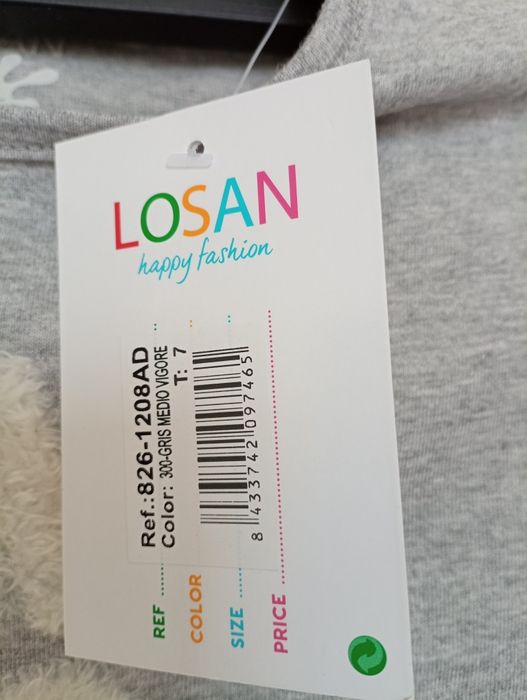 LOSAN
happy fashion
Ref.:826-1208AD
Color: 300-GRIS MEDIO VIGORE
T: 7
8 433742 097465
REF
COLOR
SIZE
PRICE